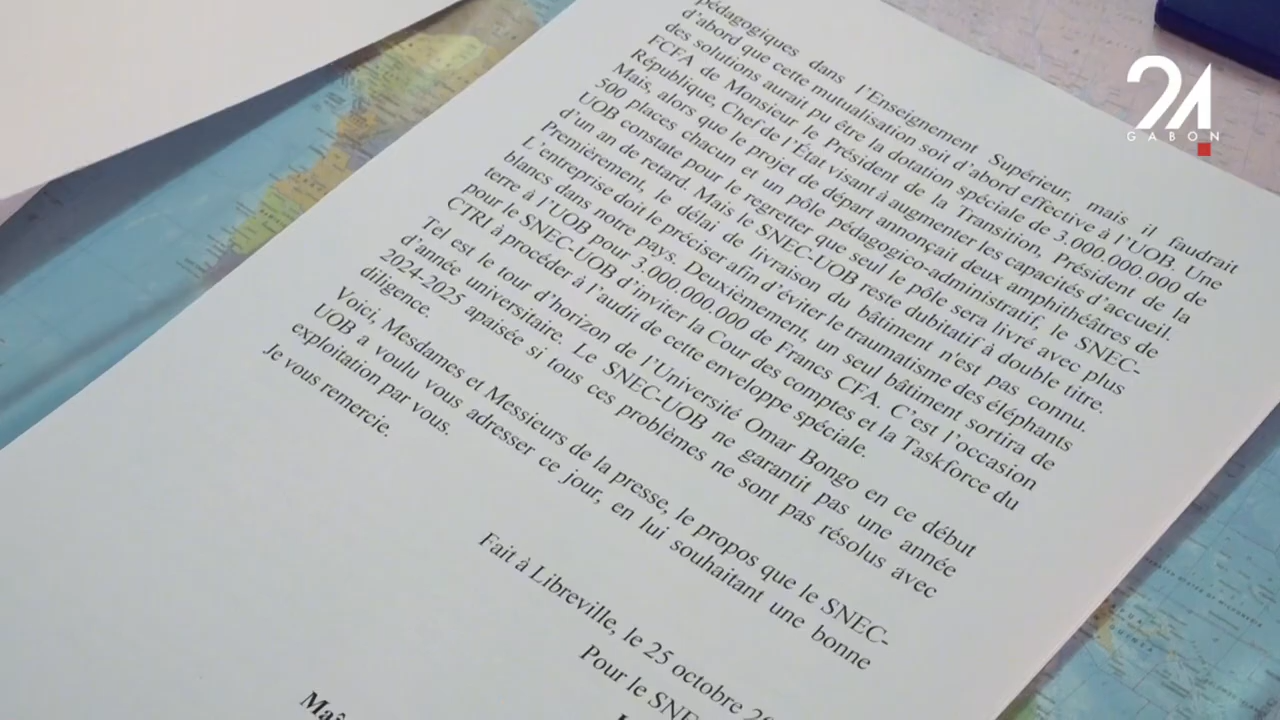 pédagogiques dans l'Enseignement Supérieur, mais il faudrait
d'abord que cette mutualisation soit d'abord effective à l'UOB. Une
des solutions aurait pu être la dotation spéciale de 3.000.000.000 de
FCFA de Monsieur le Président de la Transition, Président de la
République, Chef de l'État visant à augmenter les capacités d'accueil.
Mais, alors que le projet de départ annonçait deux amphithéâtres de
500 places chacun et un pôle pédagogico-administratif, le SNEC-
UOB constate pour le regretter que seul le pôle sera livré avec plus
d'un an de retard. Mais le SNEC-UOB reste dubitatif à double titre.
Premièrement, le délai de livraison du bâtiment n'est pas connu.
L'entreprise doit le préciser afin d'éviter le traumatisme des éléphants
blancs dans notre pays. Deuxièmement, un seul bâtiment sortira de
terre à l'UOB pour 3.000.000.000 de Francs CFA. C'est l'occasion
pour le SNEC-UOB d'inviter la Cour des comptes et la Taskforce du
CTRI à procéder à l'audit de cette enveloppe spéciale.
Tel est le tour d'horizon de l'Université Omar Bongo en ce début
d'année universitaire. Le SNEC-UOB ne garantit pas une année
2024-2025 apaisée si tous ces problèmes ne sont pas résolus avec
diligence.
Voici, Mesdames et Messieurs de la presse, le propos que le SNEC-
UOB a voulu vous adresser ce jour, en lui souhaitant une bonne
exploitation par vous.
Je vous remercie.
Fait à Libreville, le 25 octobre 20
Pour le SNE
Maî
24
GABON